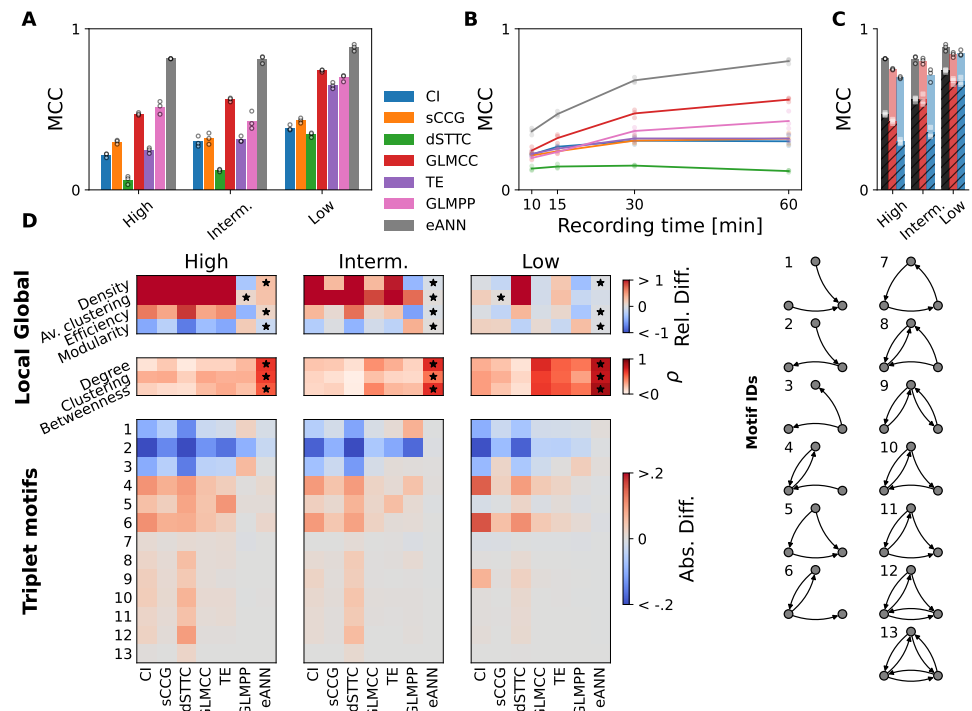 A
B
C
1
0
MCC
High
Interm.
Low
CI
sCCG
dSTTC
GLMCC
TE
GLMPP
eANN
1
0
MCC
10
15
30
60
Recording time [min]
1
0
High
Interm.
Low
D
High
Interm.
Low
Local Global
Density
Av. clustering
Efficiency
Modularity
> 1
0
< -1
Rel. Diff.
Degree
Clustering
Betweenness
1
<0
ρ
Triplet motifs
1
2
3
4
5
6
7
8
9
10
11
12
13
CI
sCCG
dSTTC
GLMCC
TE
GLMPP
eANN
CI
sCCG
dSTTC
GLMCC
TE
GLMPP
eANN
CI
sCCG
dSTTC
GLMCC
TE
GLMPP
eANN
>.2
0
< -.2
Abs. Diff.
Motif IDs
1
2
3
4
5
6
7
8
9
10
11
12
13